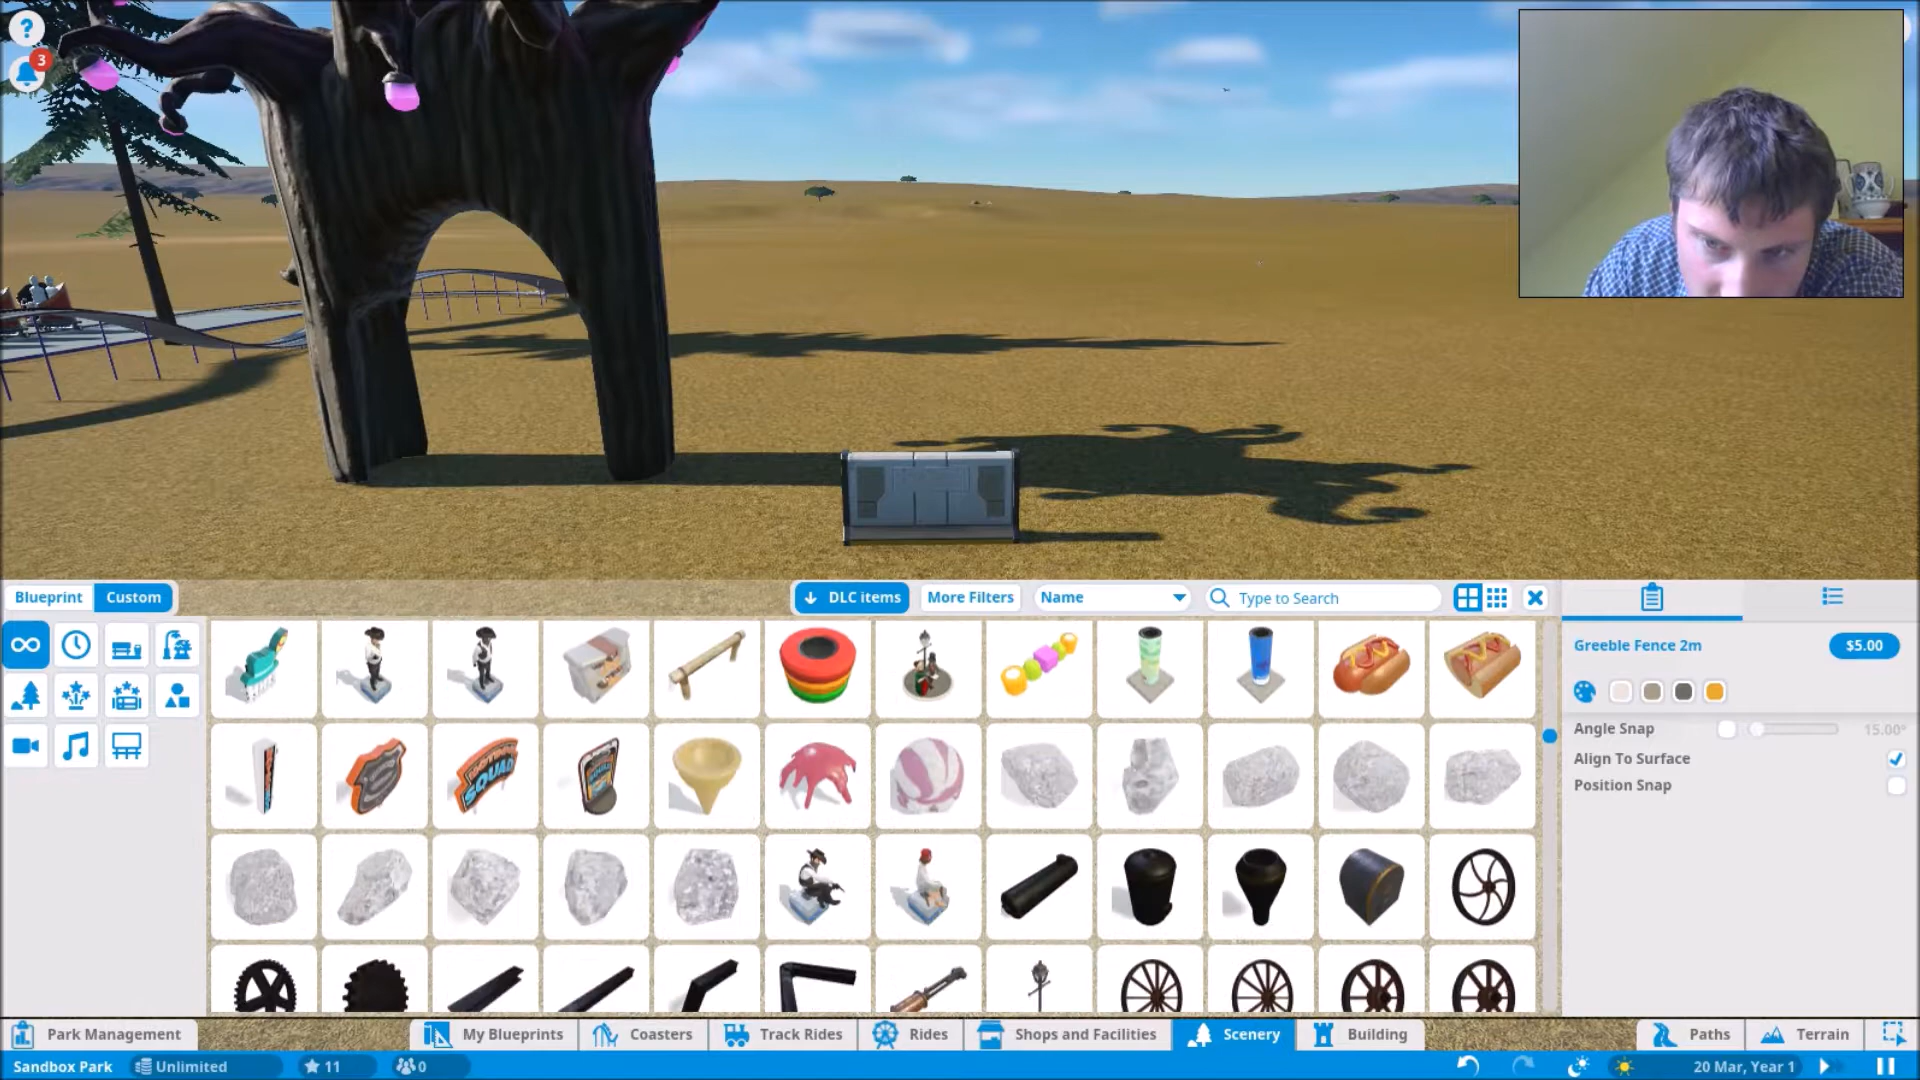 ?
3
Blueprint
Custom
DLC items
More Filters
Name
Type to Search
Greeble Fence 2m
$5.00
Angle Snap
15.00°
Align To Surface
Position Snap
SQUAD
Park Management
My Blueprints
Coasters
Track Rides
Rides
Shops and Facilities
Scenery
Building
Paths
Terrain
Sandbox Park
Unlimited
11
0
20 Mar, Year 1